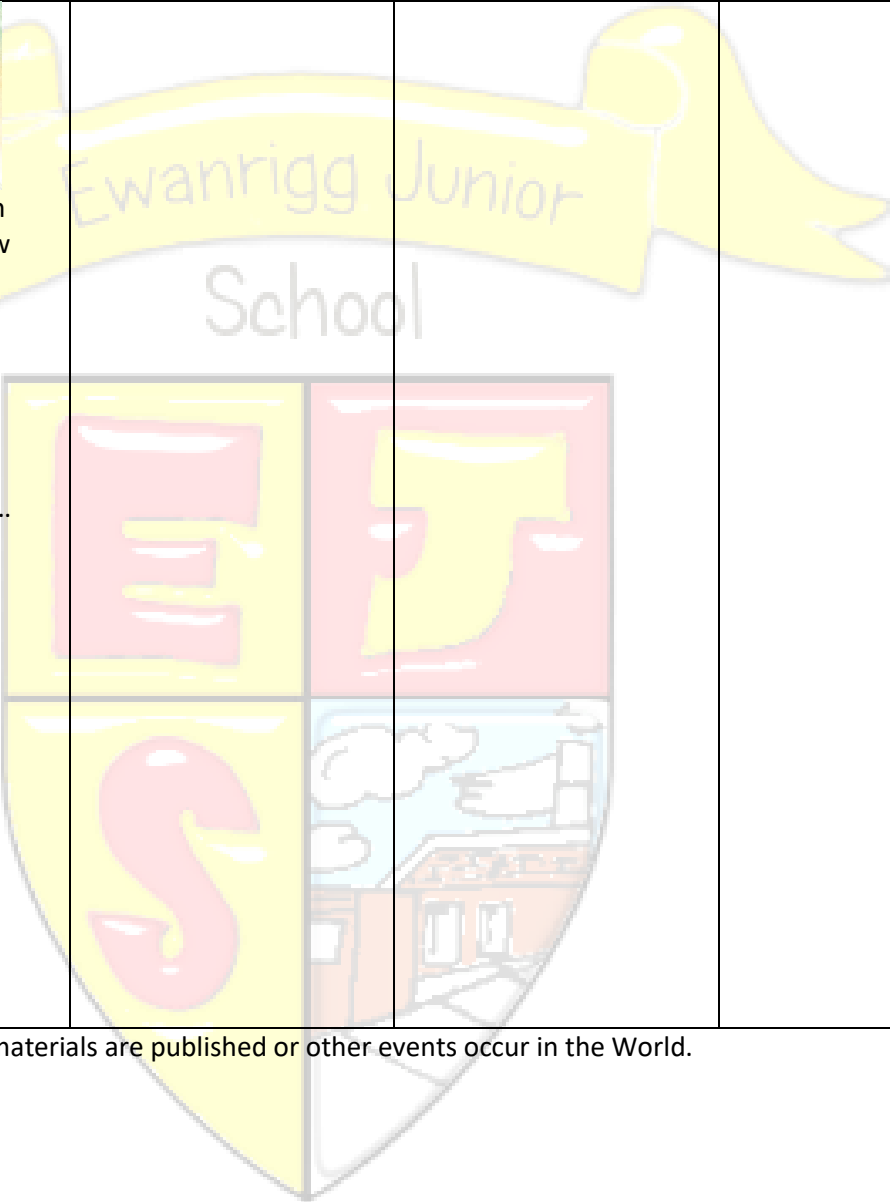 Ewanrigg Junior
School
E J
S
..
materials are published or other events occur in the World.